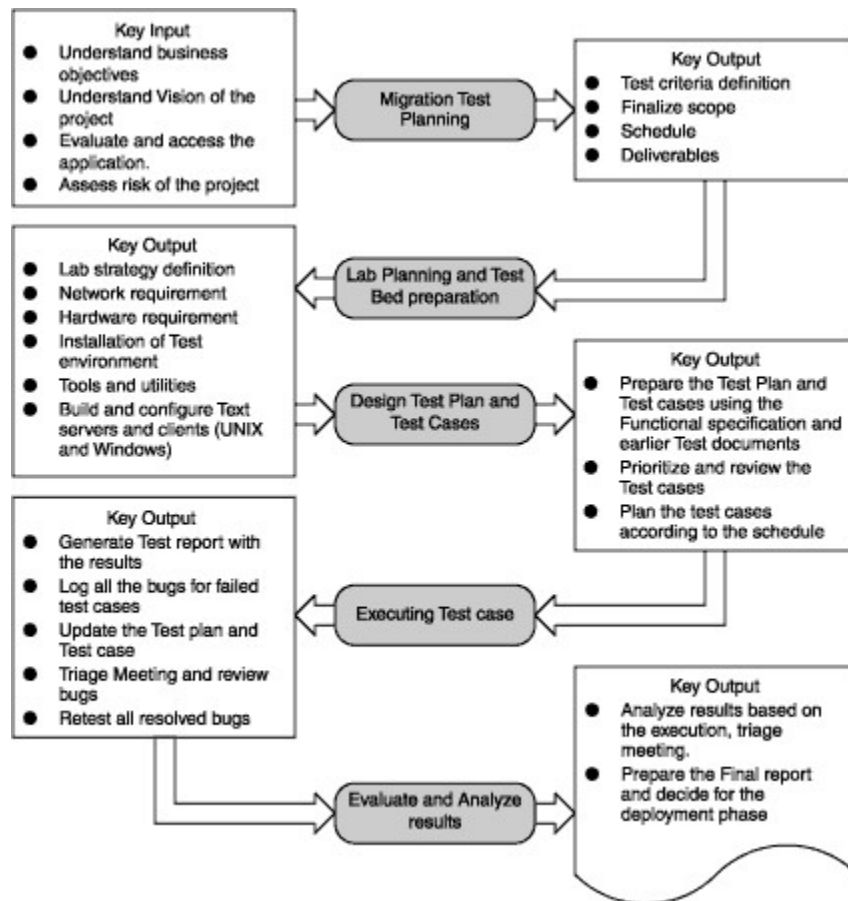 Key Input
● Understand business
objectives
● Understand Vision of the
project
● Evaluate and access the
application.
● Assess risk of the project
Migration Test
Planning
Key Output
● Test criteria definition
● Finalize scope
● Schedule
● Deliverables
Lab Planning and Test
Bed preparation
Key Output
● Lab strategy definition
● Network requirement
● Hardware requirement
● Installation of Test
environment
● Tools and utilities
● Build and configure Text
servers and clients (UNIX
and Windows)
Design Test Plan and
Test Cases
Key Output
● Prepare the Test Plan and
Test cases using the
Functional specification and
earlier Test documents
● Prioritize and review the
Test cases
● Plan the test cases
according to the schedule
Executing Test case
Key Output
● Generate Test report with
the results
● Log all the bugs for failed
test cases
● Update the Test plan and
Test case
● Triage Meeting and review
bugs
● Retest all resolved bugs
Evaluate and Analyze
results
Key Output
● Analyze results based on
the execution, triage
meeting.
● Prepare the Final report
and decide for the
deployment phase